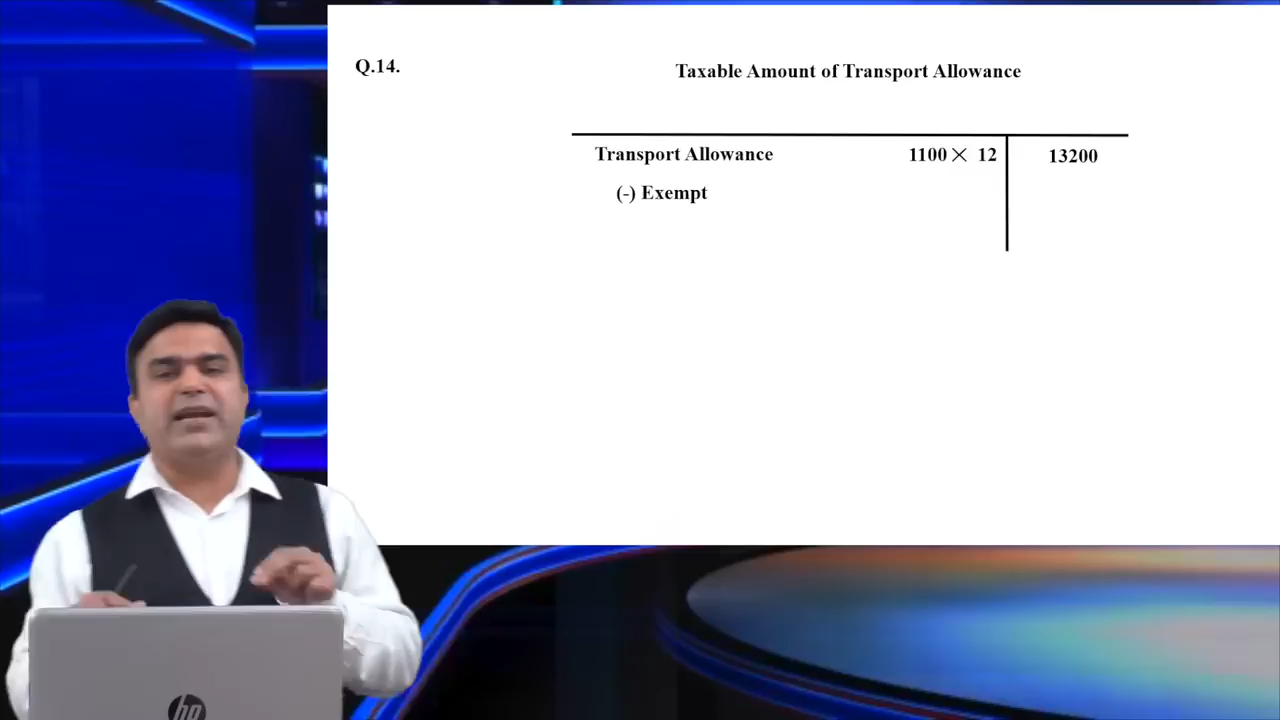 Q.14.
Taxable Amount of Transport Allowance
Transport Allowance 1100 × 12 13200
(-) Exempt
hp